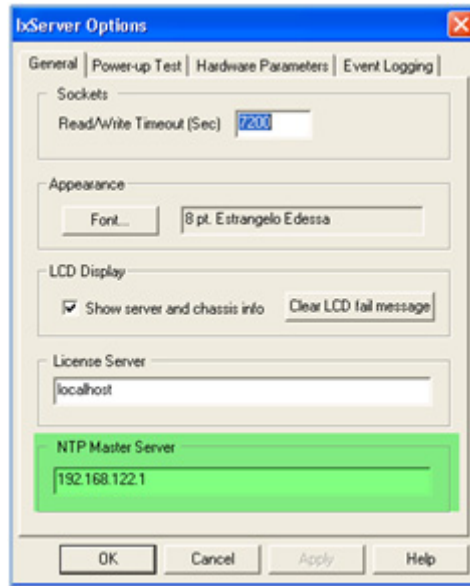 IxServer Options
General Power-up Test Hardware Parameters Event Logging
Sockets
Read/Write Timeout (Sec) 7200
Appearance
Font... 8 pt. Estrangelo Edessa
LCD Display
Show server and chassis info Clear LCD fail message
License Server
localhost
NTP Master Server
192.168.122.1
OK Cancel Apply Help